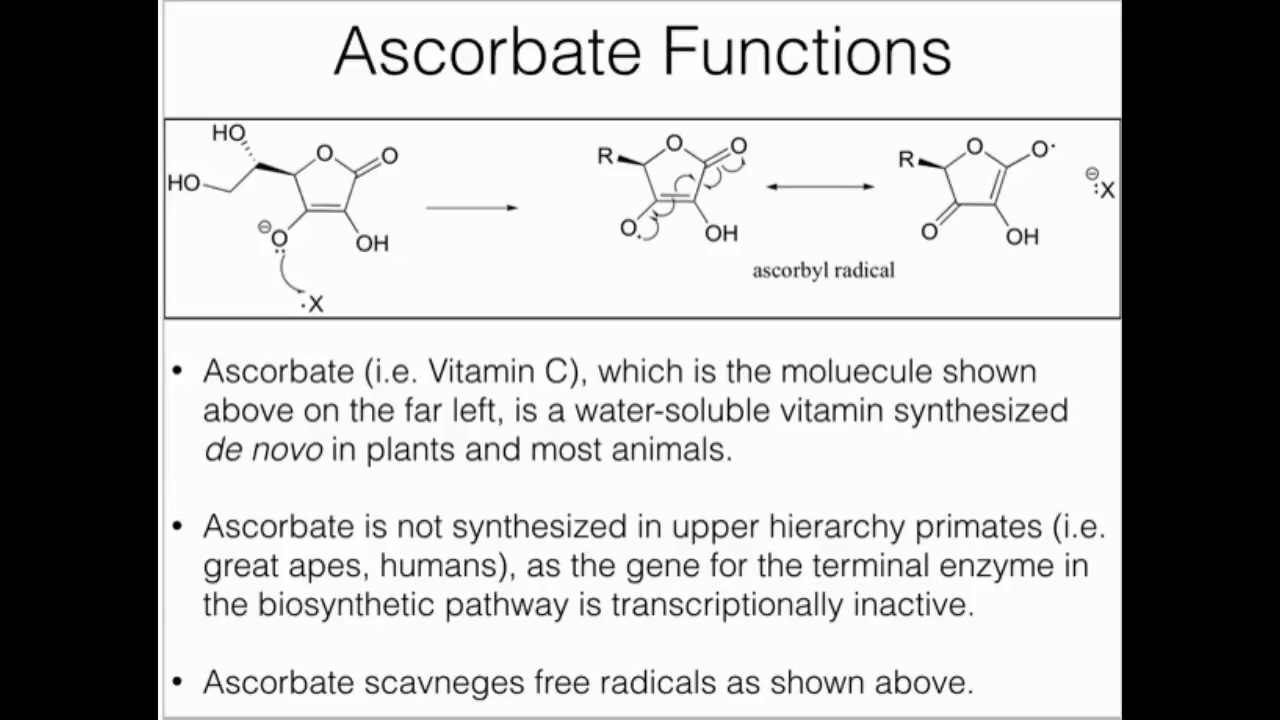 Ascorbate Functions
HO
HO
O
O
⊖
O
OH
·X
R
O
O
O.
OH
ascorbyl radical
R
O
O·
O
OH
⊖
:X
• Ascorbate (i.e. Vitamin C), which is the moluecule shown
above on the far left, is a water-soluble vitamin synthesized
de novo in plants and most animals.
• Ascorbate is not synthesized in upper hierarchy primates (i.e.
great apes, humans), as the gene for the terminal enzyme in
the biosynthetic pathway is transcriptionally inactive.
• Ascorbate scavneges free radicals as shown above.